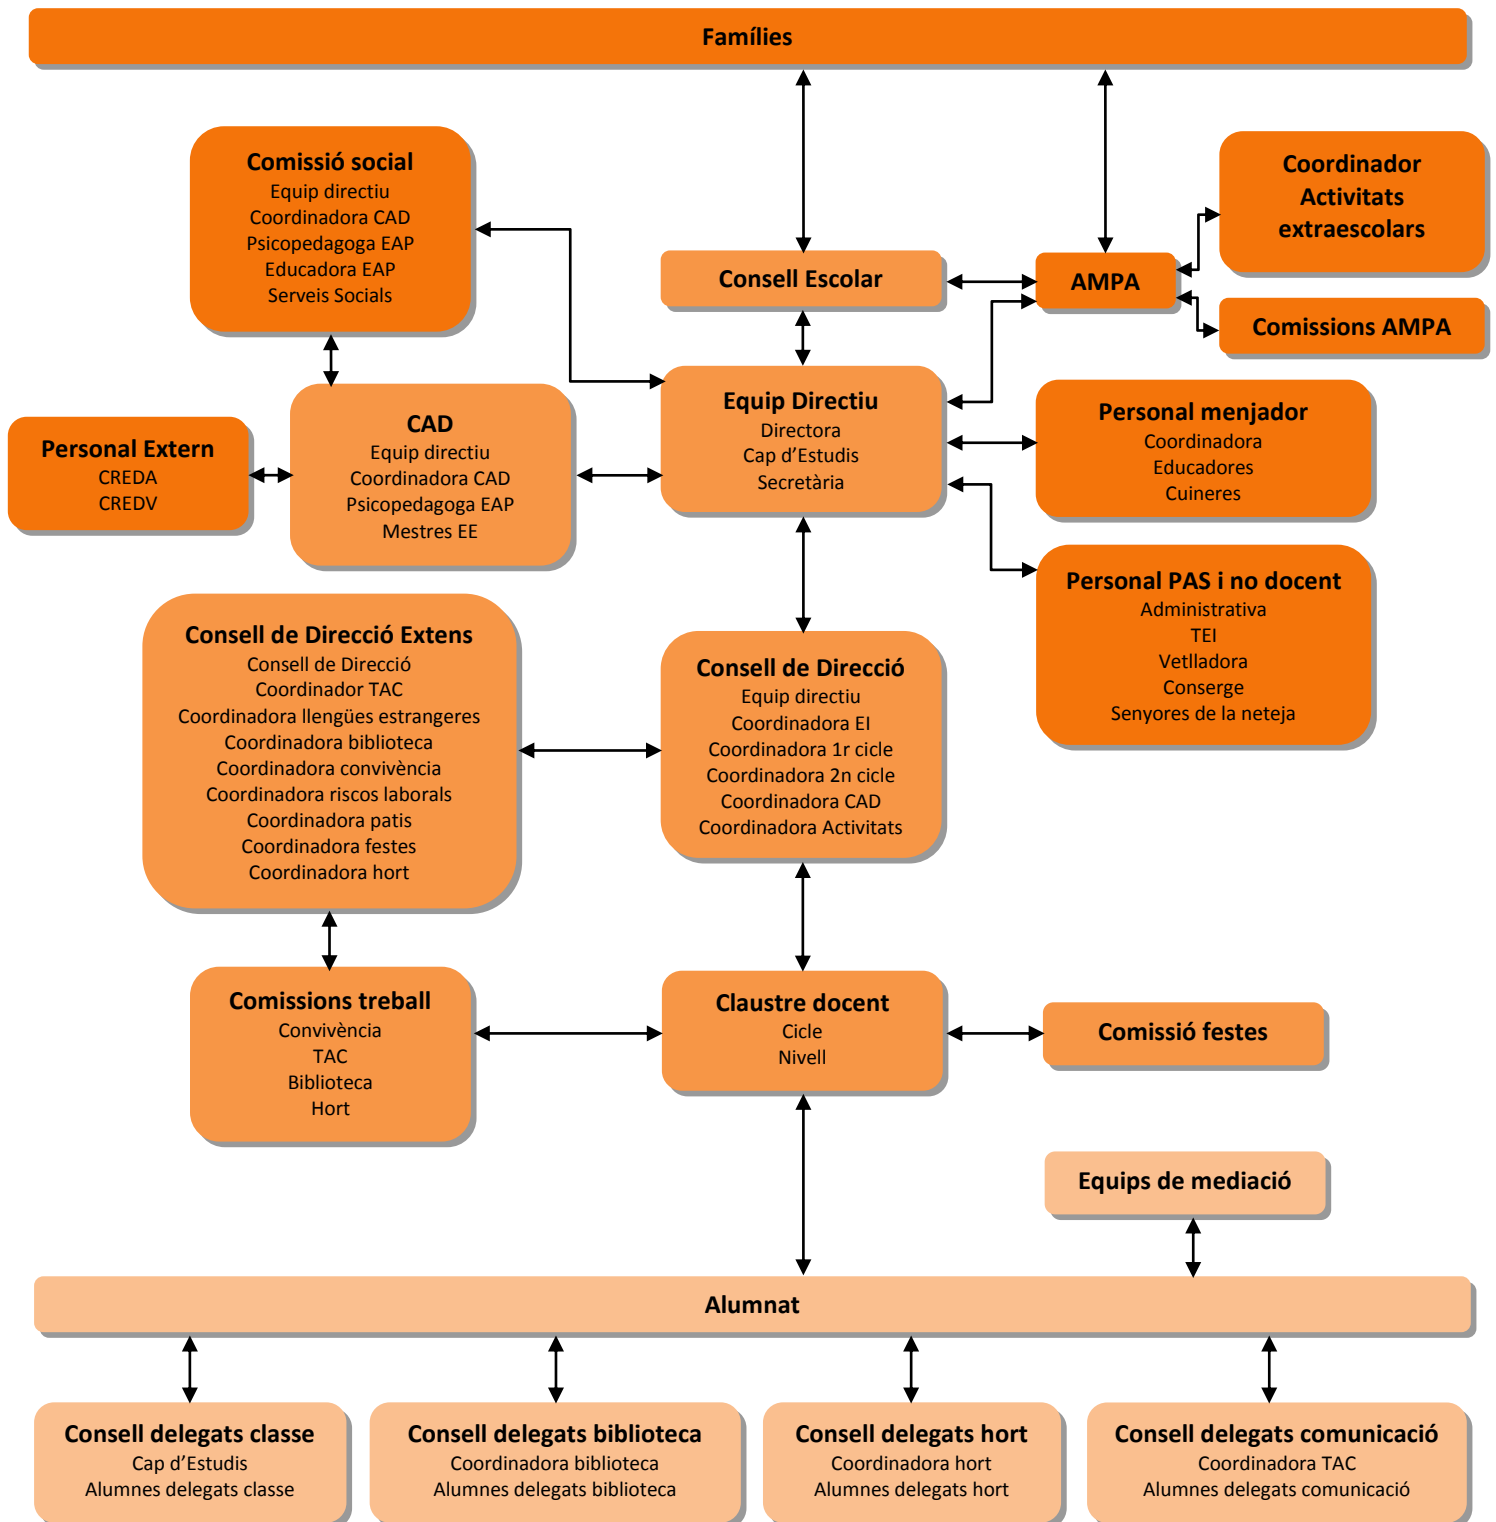 Famílies
Comissió social
Equip directiu
Coordinadora CAD
Psicopedagoga EAP
Educadora EAP
Serveis Socials
Coordinador
Activitats
extraescolars
Consell Escolar
AMPA
Comissions AMPA
Equip Directiu
Directora
Cap d’Estudis
Secretària
Personal menjador
Coordinadora
Educadores
Cuineres
CAD
Equip directiu
Coordinadora CAD
Psicopedagoga EAP
Mestres EE
Personal Extern
CREDA
CREDV
Personal PAS i no docent
Administrativa
TEI
Vetlladora
Conserge
Senyores de la neteja
Consell de Direcció Extens
Consell de Direcció
Coordinador TAC
Coordinadora llengües estrangeres
Coordinadora biblioteca
Coordinadora convivència
Coordinadora riscos laborals
Coordinadora patis
Coordinadora festes
Coordinadora hort
Consell de Direcció
Equip directiu
Coordinadora EI
Coordinadora 1r cicle
Coordinadora 2n cicle
Coordinadora CAD
Coordinadora Activitats
Comissions treball
Convivència
TAC
Biblioteca
Hort
Claustre docent
Cicle
Nivell
Comissió festes
Equips de mediació
Alumnat
Consell delegats classe
Cap d’Estudis
Alumnes delegats classe
Consell delegats biblioteca
Coordinadora biblioteca
Alumnes delegats biblioteca
Consell delegats hort
Coordinadora hort
Alumnes delegats hort
Consell delegats comunicació
Coordinadora TAC
Alumnes delegats comunicació